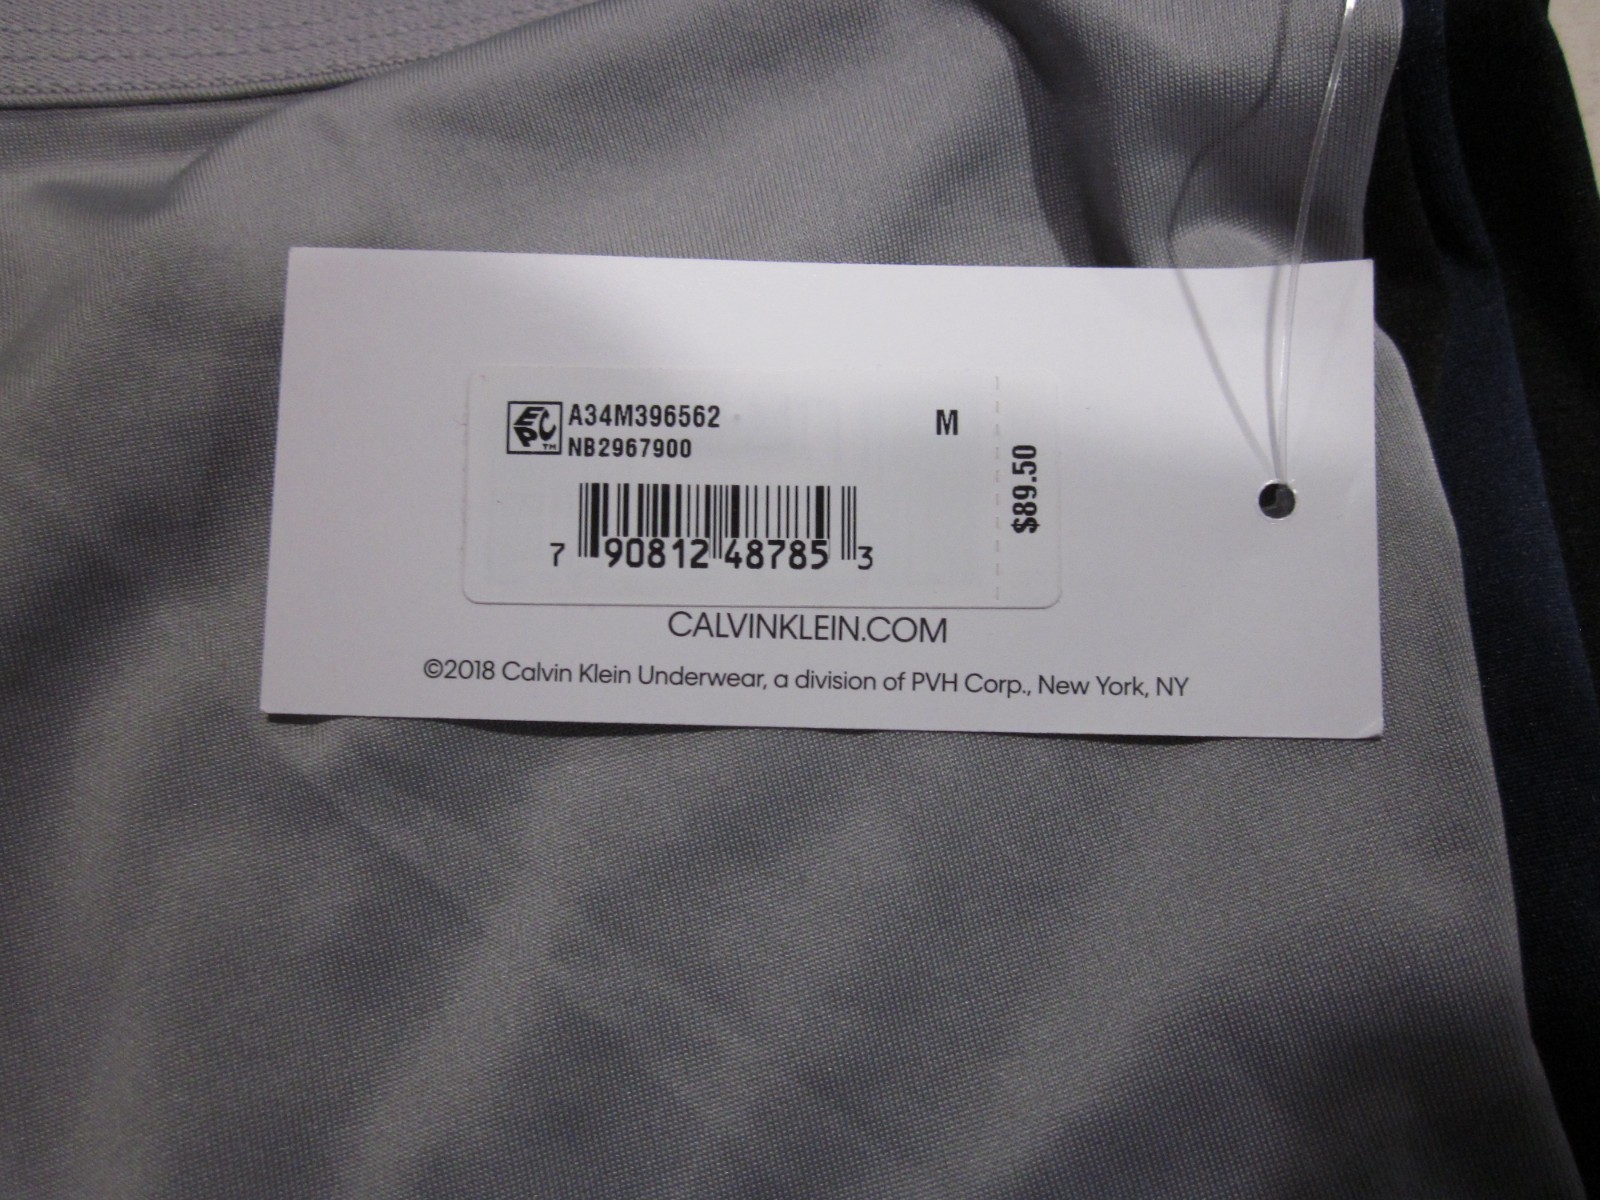 EPC™ A34M396562 M
NB2967900
$89.50
7 90812 48785 3
CALVINKLEIN.COM
©2018 Calvin Klein Underwear, a division of PVH Corp., New York, NY